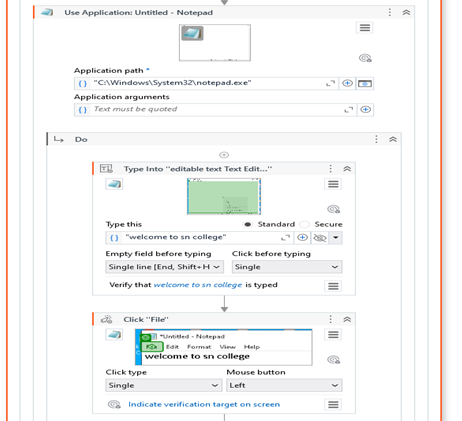 Use Application: Untitled - Notepad
Application path *
"C:\Windows\System32\notepad.exe"
Application arguments
Text must be quoted
Do
Type Into "editable text Text Edit..."
Type this
Standard
Secure
"welcome to sn college"
Empty field before typing
Click before typing
Single line [End, Shift+H
Single
Verify that welcome to sn college is typed
Click "File"
*Untitled - Notepad
File Edit Format View Help
welcome to sn college
Click type
Mouse button
Single
Left
Indicate verification target on screen